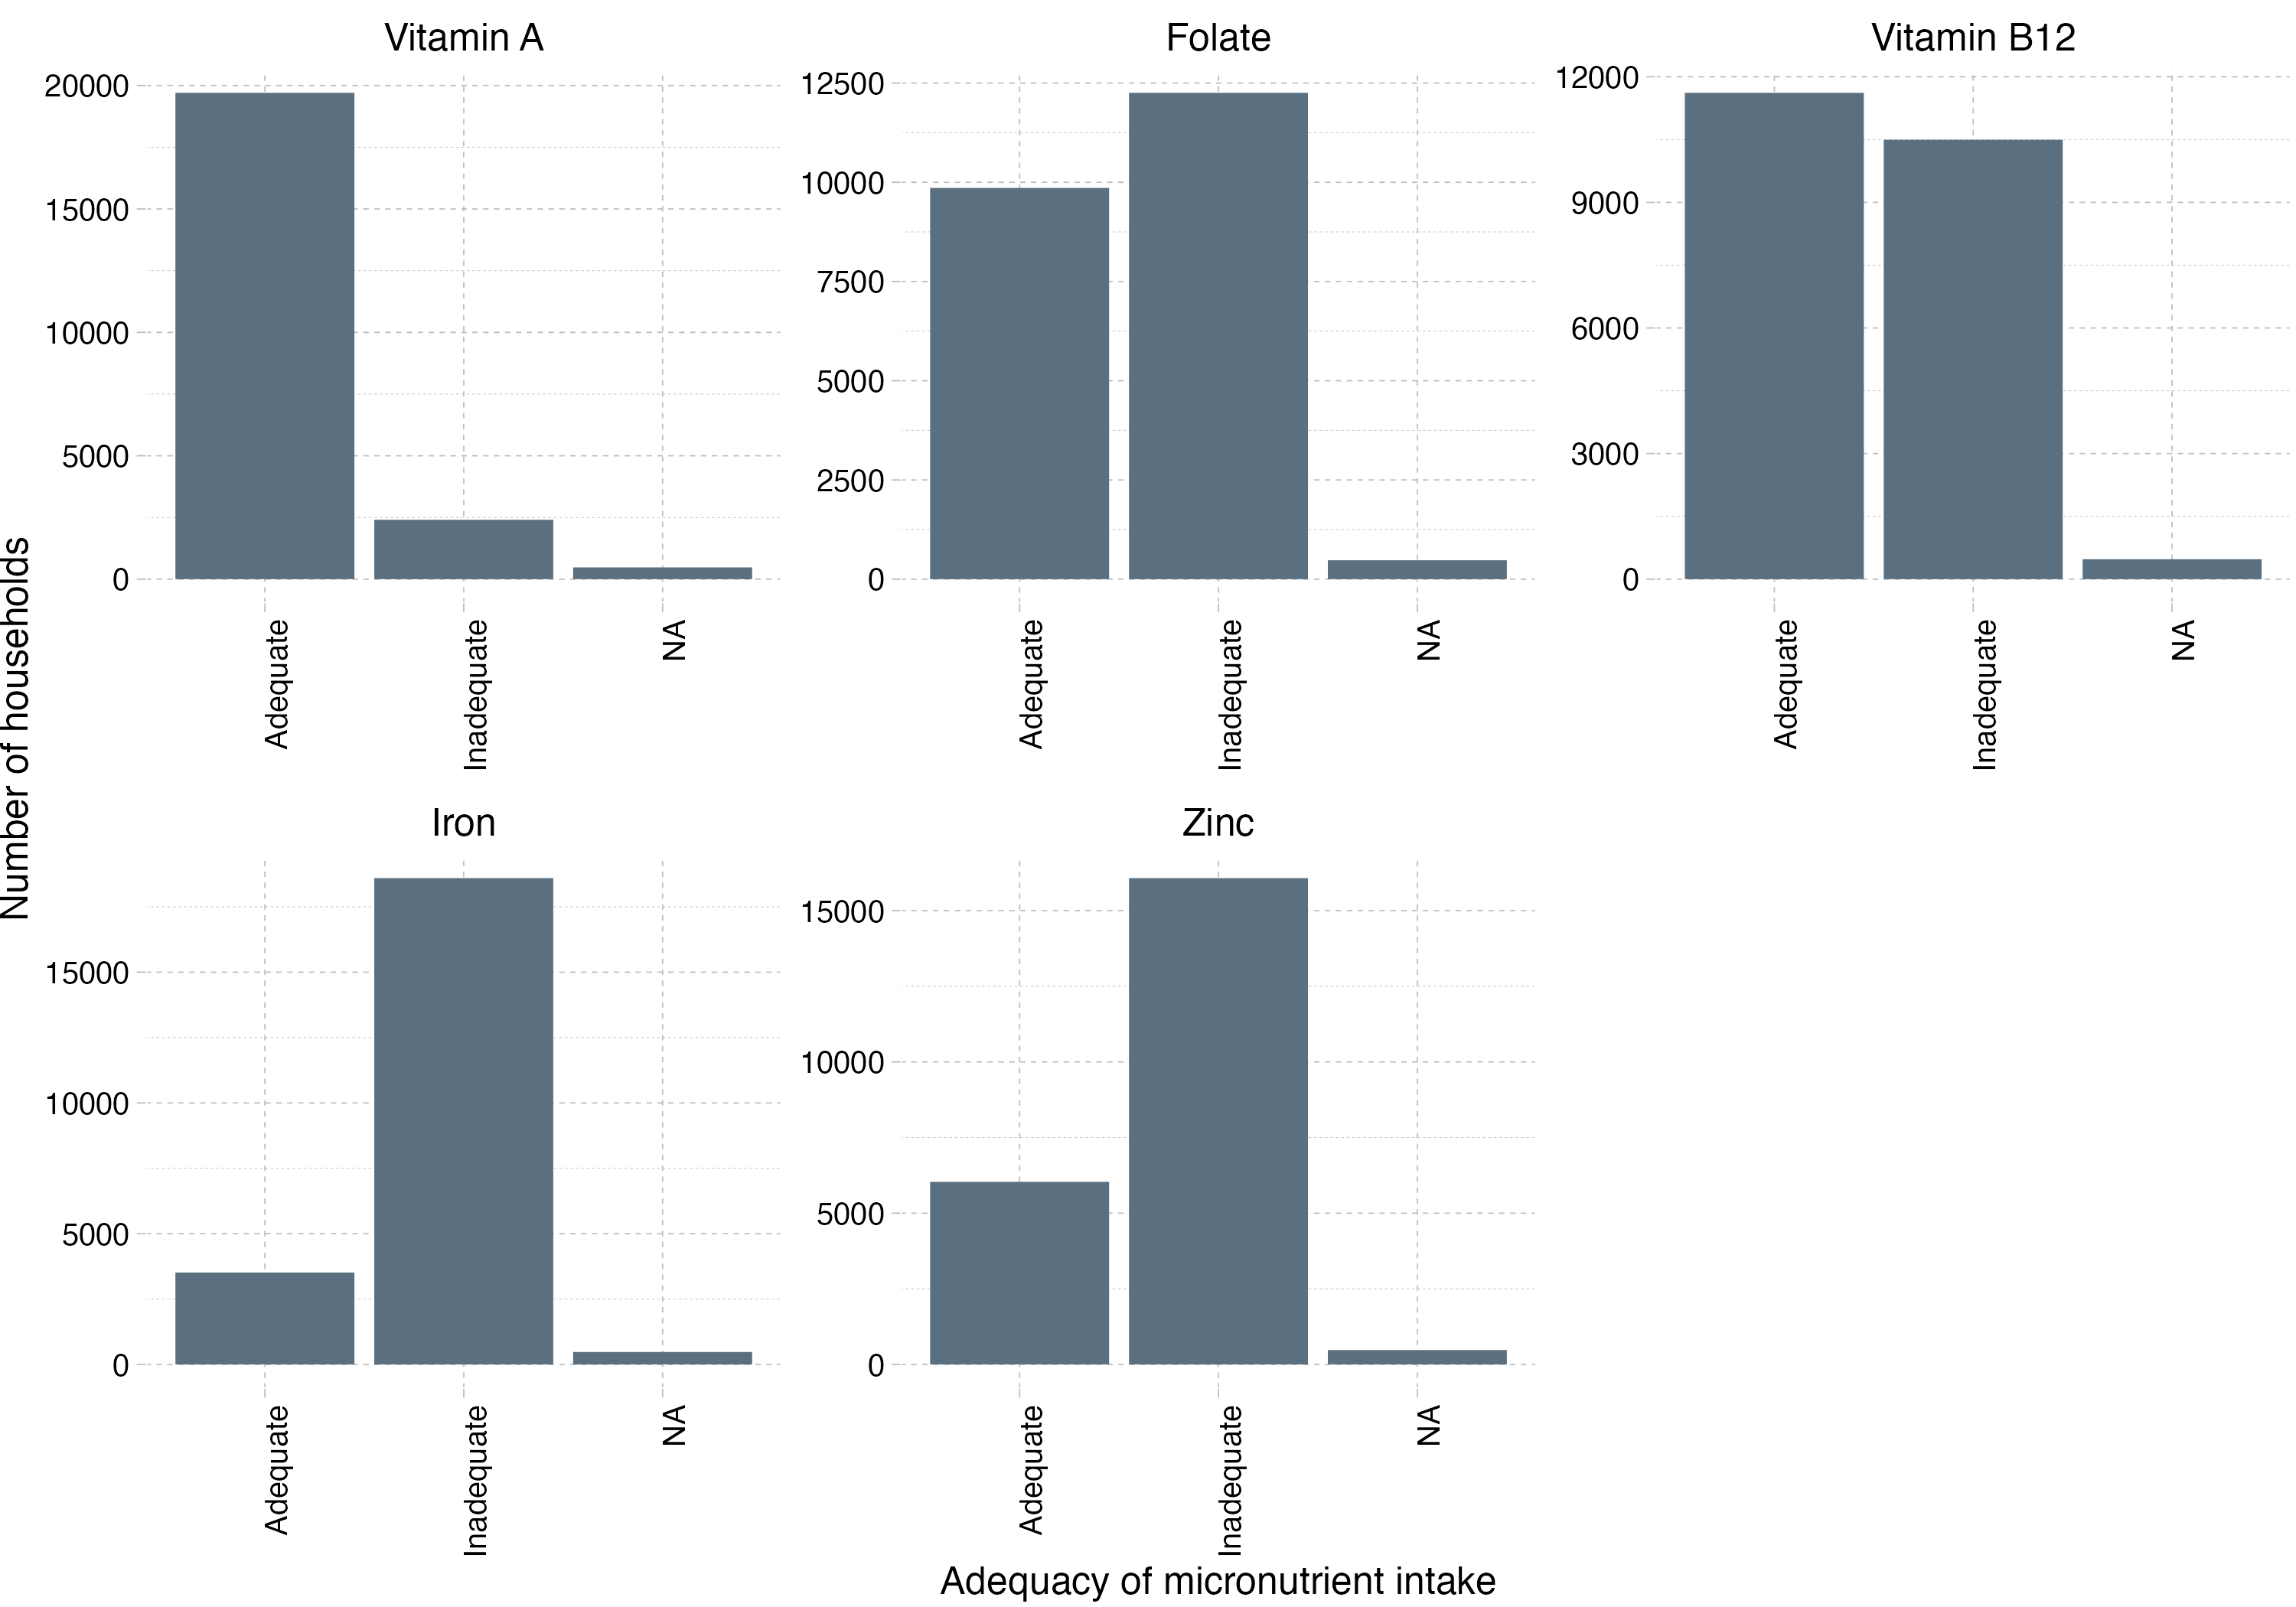 Number of households
Vitamin A
20000
15000
10000
5000
0
Adequate
Inadequate
NA
Folate
12500
10000
7500
5000
2500
0
Adequate
Inadequate
NA
Vitamin B12
12000
9000
6000
3000
0
Adequate
Inadequate
NA
Iron
15000
10000
5000
0
Adequate
Inadequate
NA
Zinc
15000
10000
5000
0
Adequate
Inadequate
NA
Adequacy of micronutrient intake